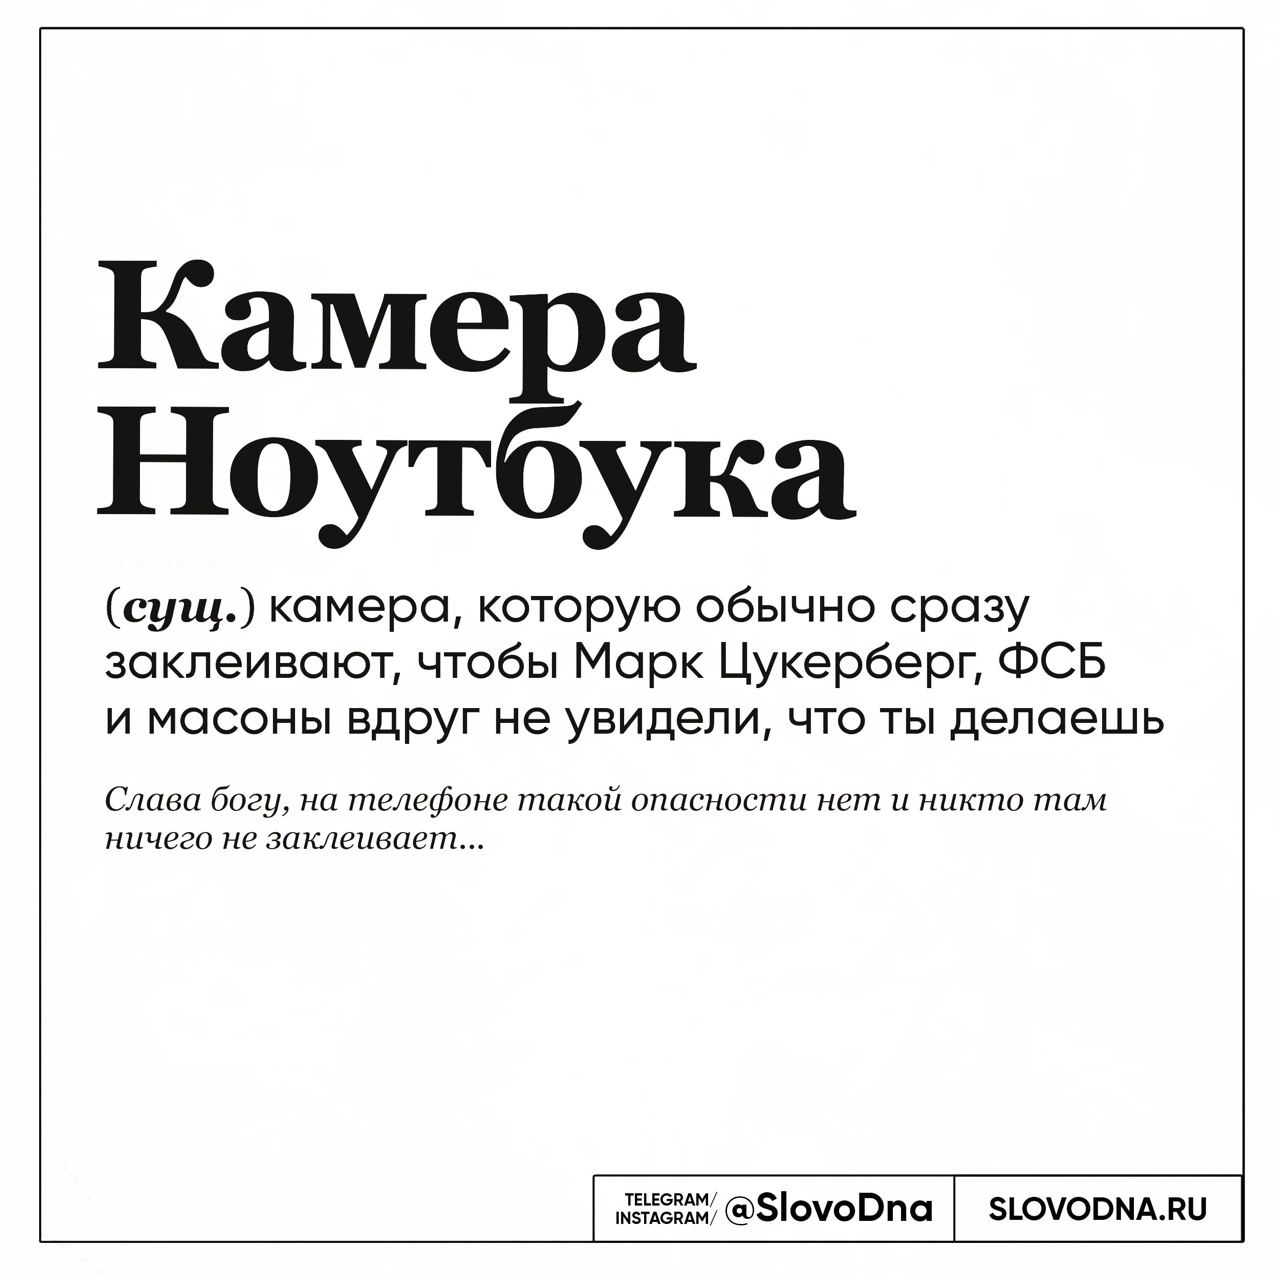 Камера
Ноутбука
@SlovoDna
(сущ.) камера, которую обычно сразу
заклеивают, чтобы Марк Цукерберг, ФСБ
и масоны вдруг не увидели, что ты делаешь
Слава богу, на телефоне такой опасности нет и никто там
ничего не заклеивает...
TELEGRAM/
INSTAGRAM/
@SlovoDna
SLOVODNA.RU